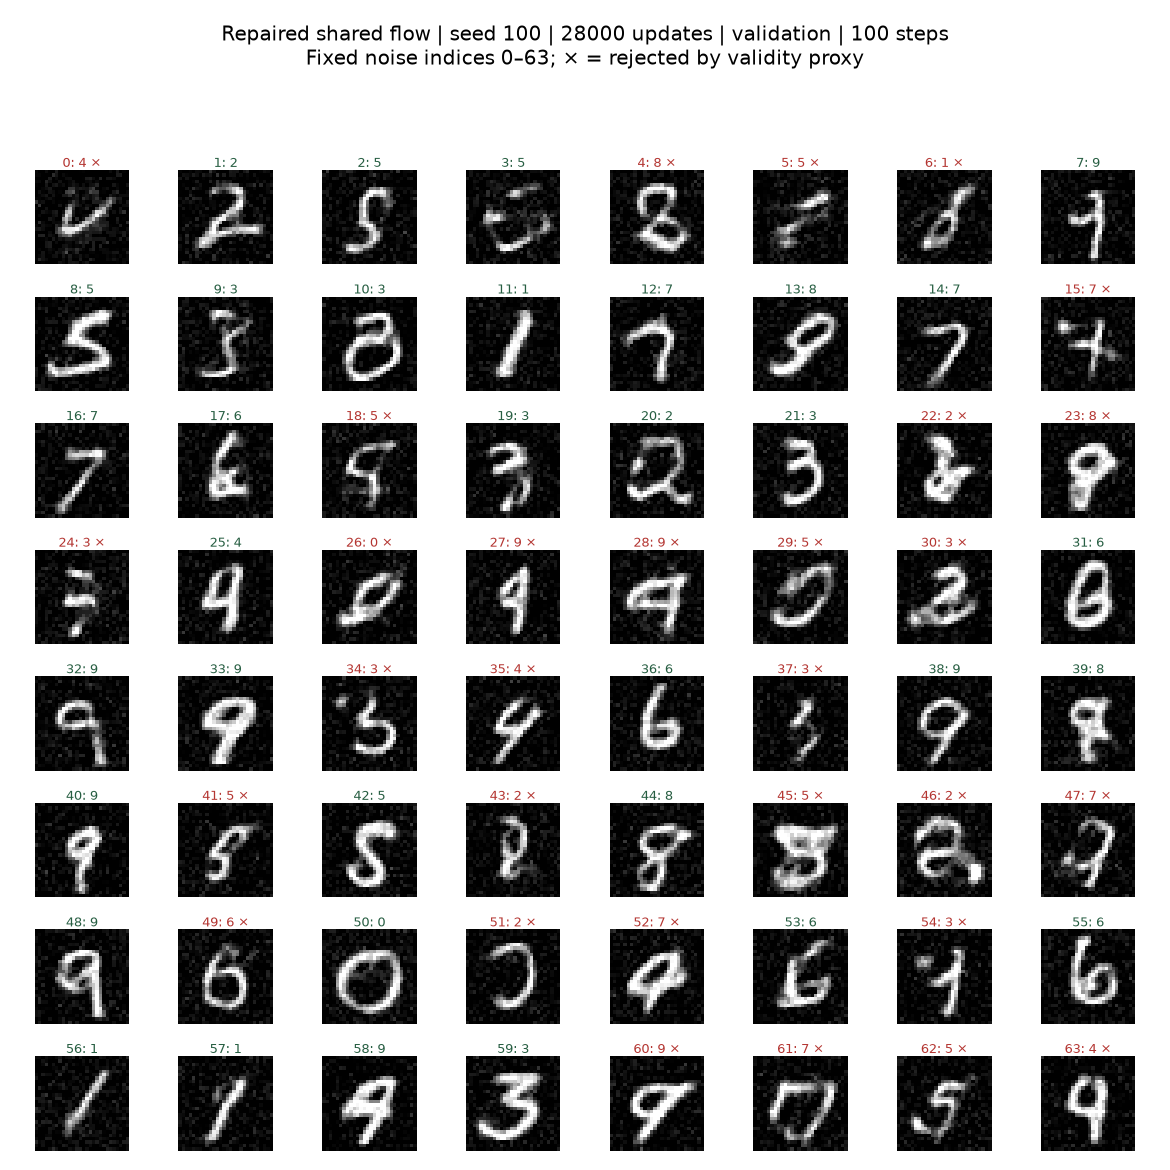 Repaired shared flow | seed 100 | 28000 updates | validation | 100 steps
Fixed noise indices 0–63; × = rejected by validity proxy
0: 4 × 1: 2 2: 5 3: 5 4: 8 × 5: 5 × 6: 1 × 7: 9
8: 5 9: 3 10: 3 11: 1 12: 7 13: 8 14: 7 15: 7 ×
16: 7 17: 6 18: 5 × 19: 3 20: 2 21: 3 22: 2 × 23: 8 ×
24: 3 × 25: 4 26: 0 × 27: 9 × 28: 9 × 29: 5 × 30: 3 × 31: 6
32: 9 33: 9 34: 3 × 35: 4 × 36: 6 37: 3 × 38: 9 39: 8
40: 9 41: 5 × 42: 5 43: 2 × 44: 8 45: 5 × 46: 2 × 47: 7 ×
48: 9 49: 6 × 50: 0 51: 2 × 52: 7 × 53: 6 54: 3 × 55: 6
56: 1 57: 1 58: 9 59: 3 60: 9 × 61: 7 × 62: 5 × 63: 4 ×